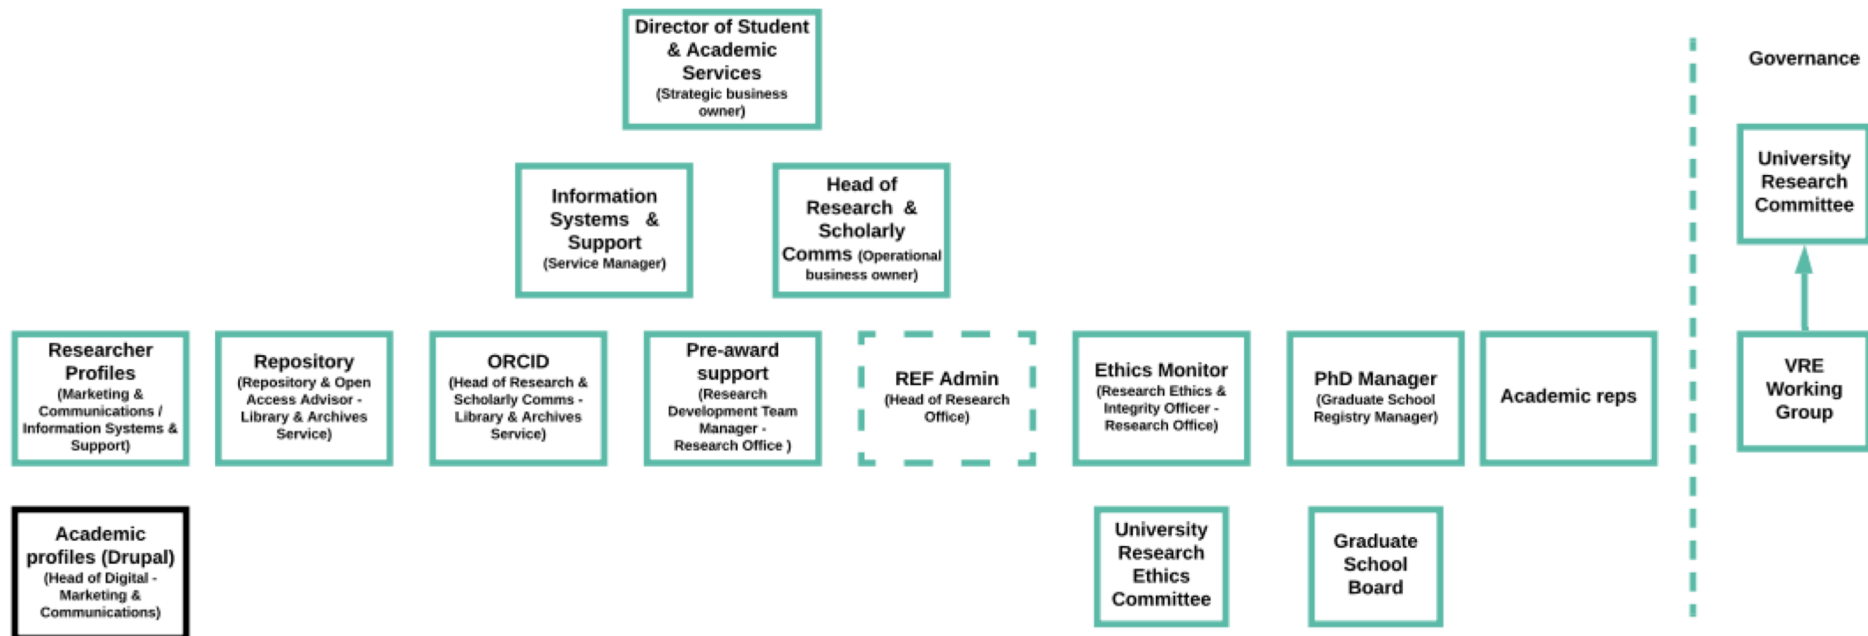 Director of Student
& Academic
Services
(Strategic business
owner)
Governance
University
Research
Committee
Information
Systems & 
Support
(Service Manager)
Head of
Research & 
Scholarly
Comms (Operational
business owner)
Researcher
Profiles
(Marketing &
Communications /
Information Systems &
Support)
Repository
(Repository & Open
Access Advisor -
Library & Archives
Service)
ORCID
(Head of Research &
Scholarly Comms -
Library & Archives
Service)
Pre-award
support
(Research
Development Team
Manager -
Research Office )
REF Admin
(Head of Research
Office)
Ethics Monitor
(Research Ethics &
Integrity Officer -
Research Office)
PhD Manager
(Graduate School
Registry Manager)
Academic reps
VRE
Working
Group
Academic
profiles (Drupal)
(Head of Digital -
Marketing &
Communications)
University
Research
Ethics
Committee
Graduate
School
Board